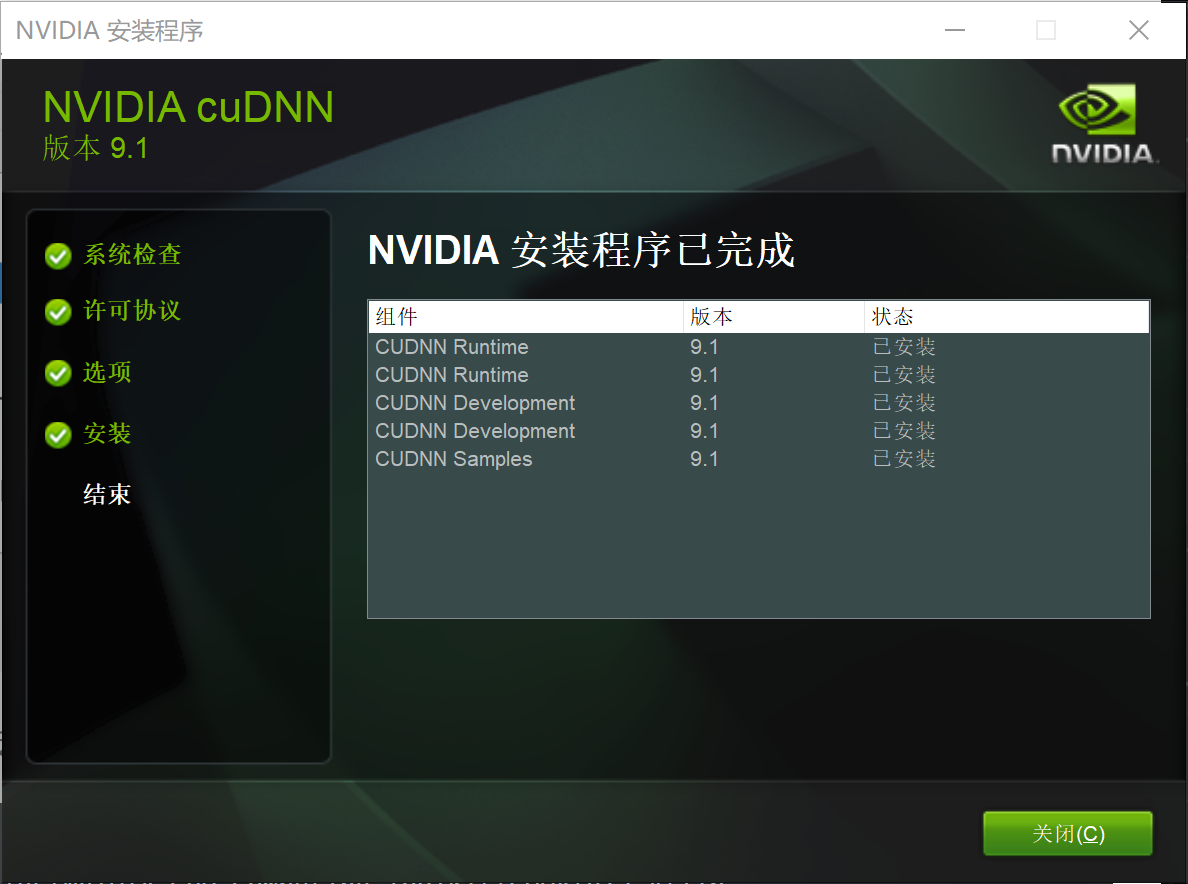 NVIDIA 安装程序
NVIDIA cuDNN
版本 9.1
NVIDIA.
系统检查
许可协议
选项
安装
结束
NVIDIA 安装程序已完成
组件 版本 状态
CUDNN Runtime 9.1 已安装
CUDNN Runtime 9.1 已安装
CUDNN Development 9.1 已安装
CUDNN Development 9.1 已安装
CUDNN Samples 9.1 已安装
关闭(C)